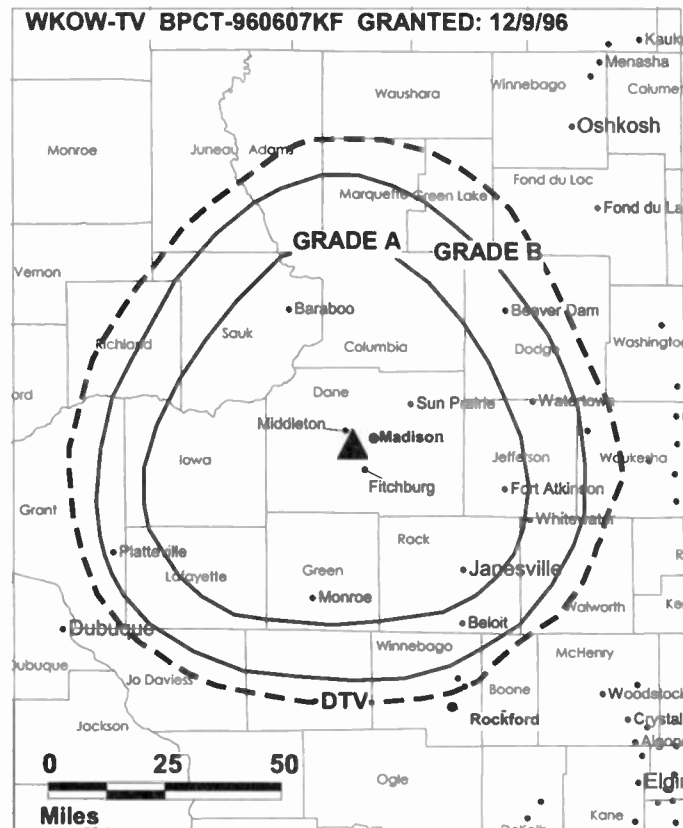 WKOW-TV BPCT-960607KF GRANTED: 12/9/96
Menasha
Winnebago
Waushara
Oshkosh
Monroe
Juneau
Adams
Fond du Loc
Marquette
Green Lake
GRADE A
GRADE B
Vernon
Baraboo
Beaver Dam
Sauk
Richland
Columbia
Dodge
Washington
Dane
Sun Prairie
Watertown
Middleton
Madison
Iowa
Jefferson
Waukesha
Fitchburg
Fort Atkinson
Grant
Whitewater
Rock
Platteville
Lafayette
Green
Janesville
Monroe
Walworth
Beloit
Dubuque
Winnebago
McHenry
Jo Daviess
Boone
DTV
Woodstock
Rockford
Jackson
0 25 50
Ogle
Kane
Miles